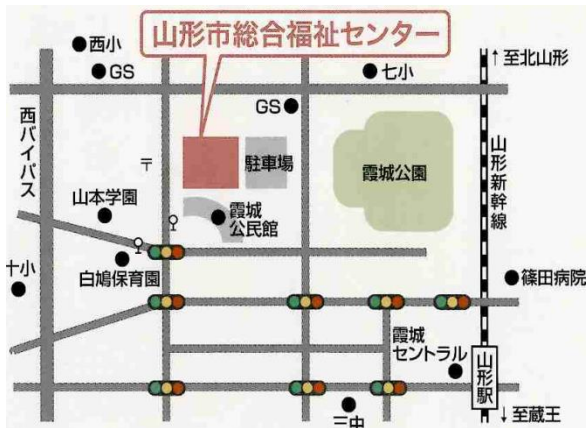 山形市総合福祉センター
西小
GS
七小
↑至北山形
GS
西バイパス
〒
駐車場
霞城公園
山形新幹線
山本学園
霞城
公民館
十小
白鳩保育園
篠田病院
霞城
セントラル
山形駅
三中
↓至蔵王